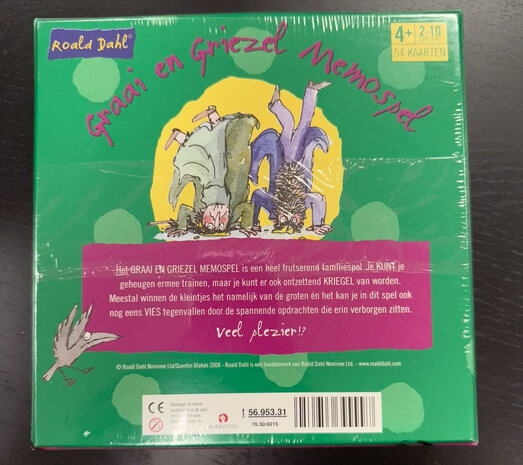 Roald Dahl®
Graai en Griezel Memospel
4+ 2-10
54 KAARTEN
Het GRAAI EN GRIEZEL MEMOSPEL is een heel frutserend familiespel. Je KUNT je
geheugen ermee trainen, maar je kunt er ook ontzettend KRIEGEL van worden.
Meestal winnen de kleintjes het namelijk van de groten én het kan je in dit spel ook
nog eens VIES tegenvallen door de spannende opdrachten die erin verborgen zitten.
Veel plezier!?
© Roald Dahl Nominee Ltd/Quentin Blake 2008 - Roald Dahl is een handelsmerk van Roald Dahl Nominee Ltd. - www.roalddahl.com
CE
t 56.953.31
70.30.0015
RUBINSTEIN